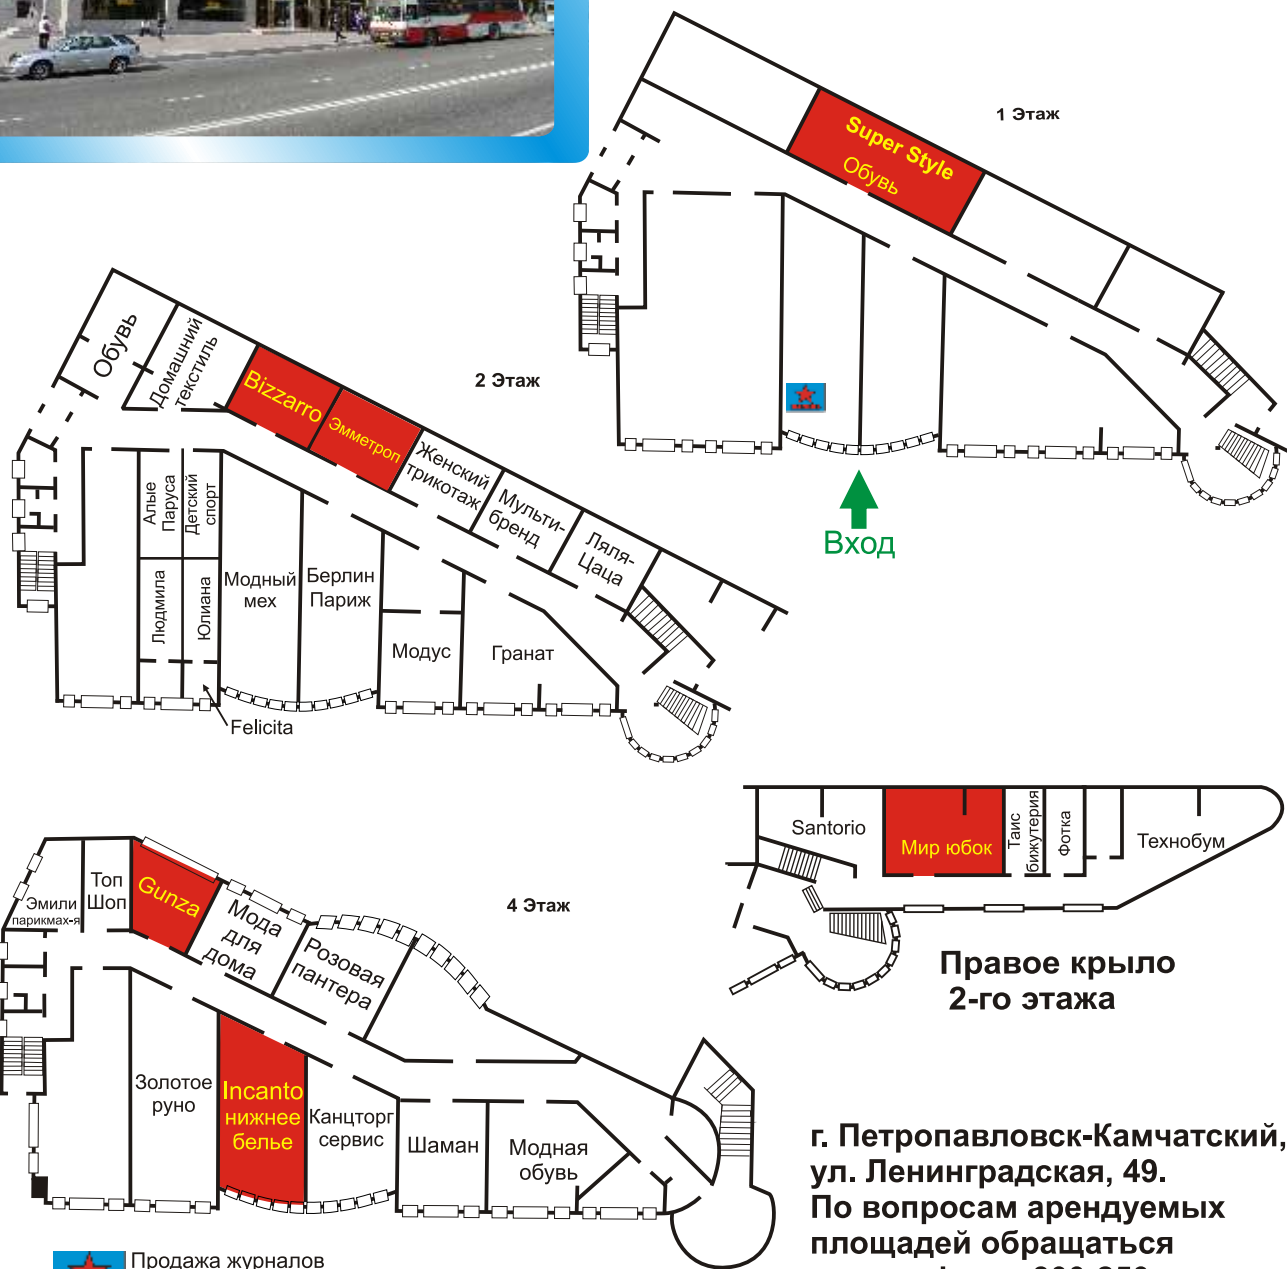 1 Этаж
Super Style
Обувь
Вход
2 Этаж
Обувь
Домашний
текстиль
Bizzarro
Эмметроп
Женский
трикотаж
Мульти-
бренд
Ляля-
Цаца
Алые
Паруса
Детский
спорт
Людмила
Юлиана
Модный
мех
Берлин
Париж
Модус
Гранат
Felicita
Santorio
Мир юбок
Таис
бижутерия
Фотка
Технобум
Правое крыло
2-го этажа
4 Этаж
Эмили
парикмах-я
Топ
Шоп
Gunza
Мода
для
дома
Розовая
пантера
Золотое
руно
Incanto
нижнее
белье
Канцторг
сервис
Шаман
Модная
обувь
г. Петропавловск-Камчатский,
ул. Ленинградская, 49.
По вопросам арендуемых
площадей обращаться
Продажа журналов